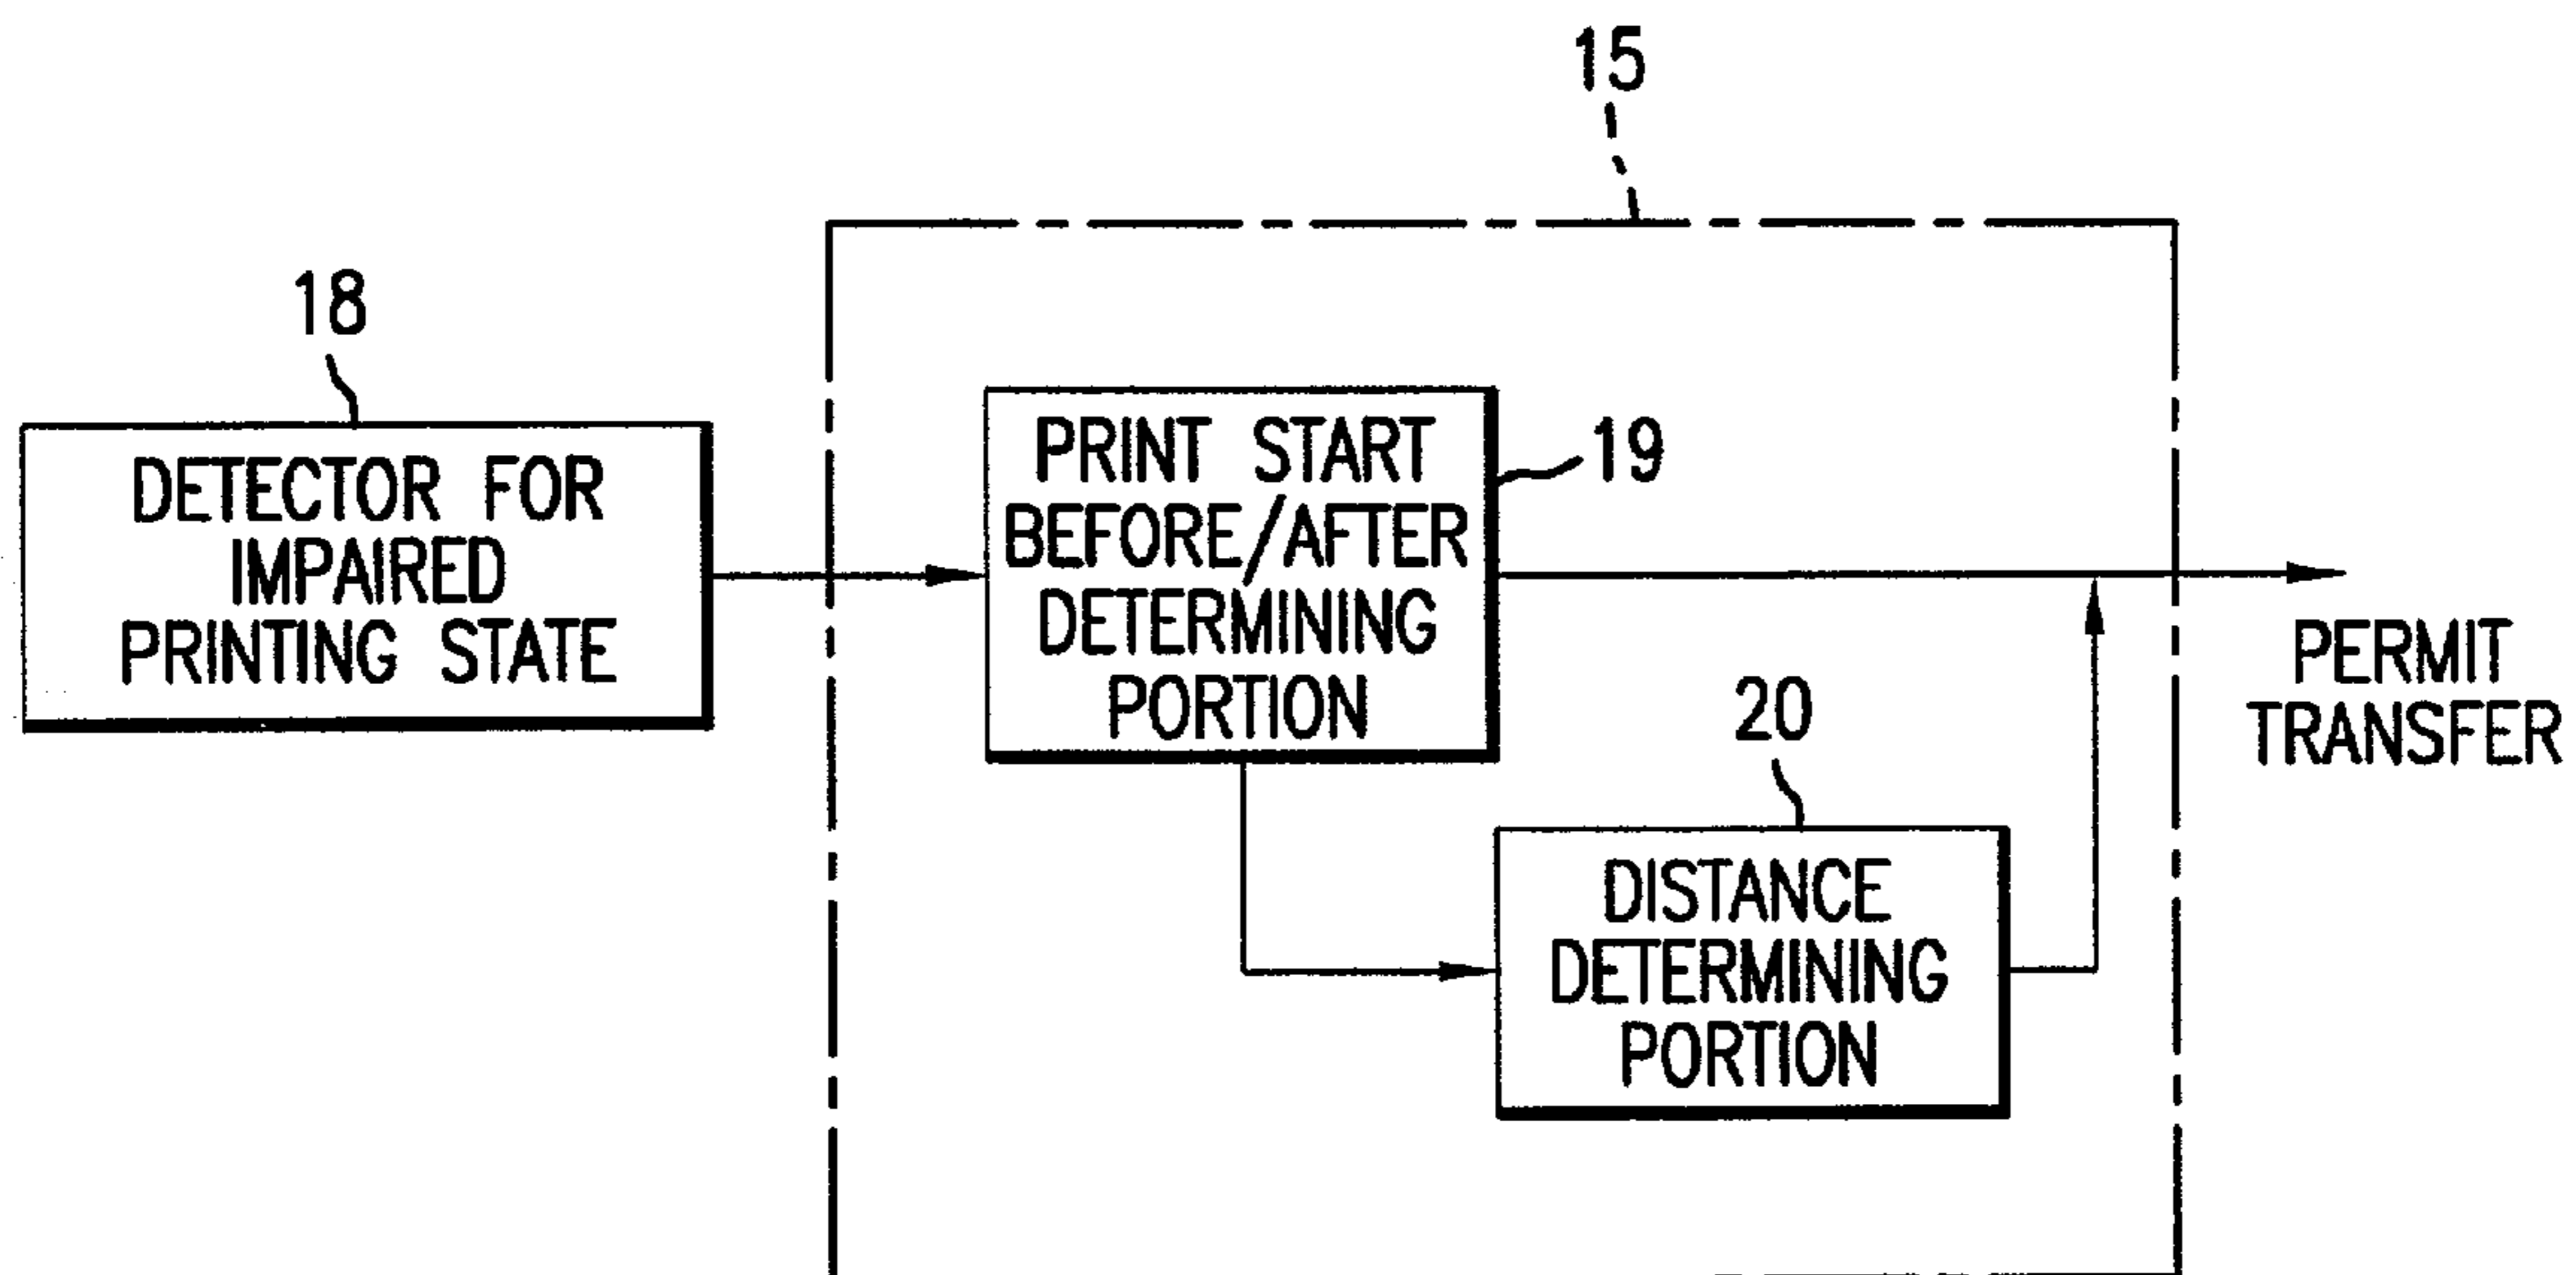 15
18
DETECTOR FOR
IMPAIRED
PRINTING STATE
PRINT START
BEFORE/AFTER
DETERMINING
PORTION
19
20
DISTANCE
DETERMINING
PORTION
PERMIT
TRANSFER